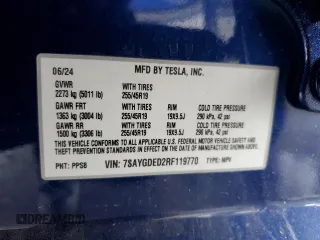 06/24 MFD BY TESLA, INC.
GVWR WITH TIRES
2273 kg (5011 lb) 255/45R19
GAWR FRT WITH TIRES RIM COLD TIRE PRESSURE
1363 kg (3004 lb) 255/45R19 19X9.5J 290 kPa, 42 psi
GAWR RR WITH TIRES RIM COLD TIRE PRESSURE
1500 kg (3306 lb) 255/45R19 19X9.5J 290 kPa, 42 psi
THIS VEHICLE CONFORMS TO ALL APPLICABLE U.S. FEDERAL MOTOR VEHICLE SAFETY AND
THEFT PREVENTION STANDARDS IN EFFECT ON THE DATE OF MANUFACTURE SHOWN ABOVE.
PNT: PPSB VIN: 7SAYGDED2RF119770 TYPE: MPV